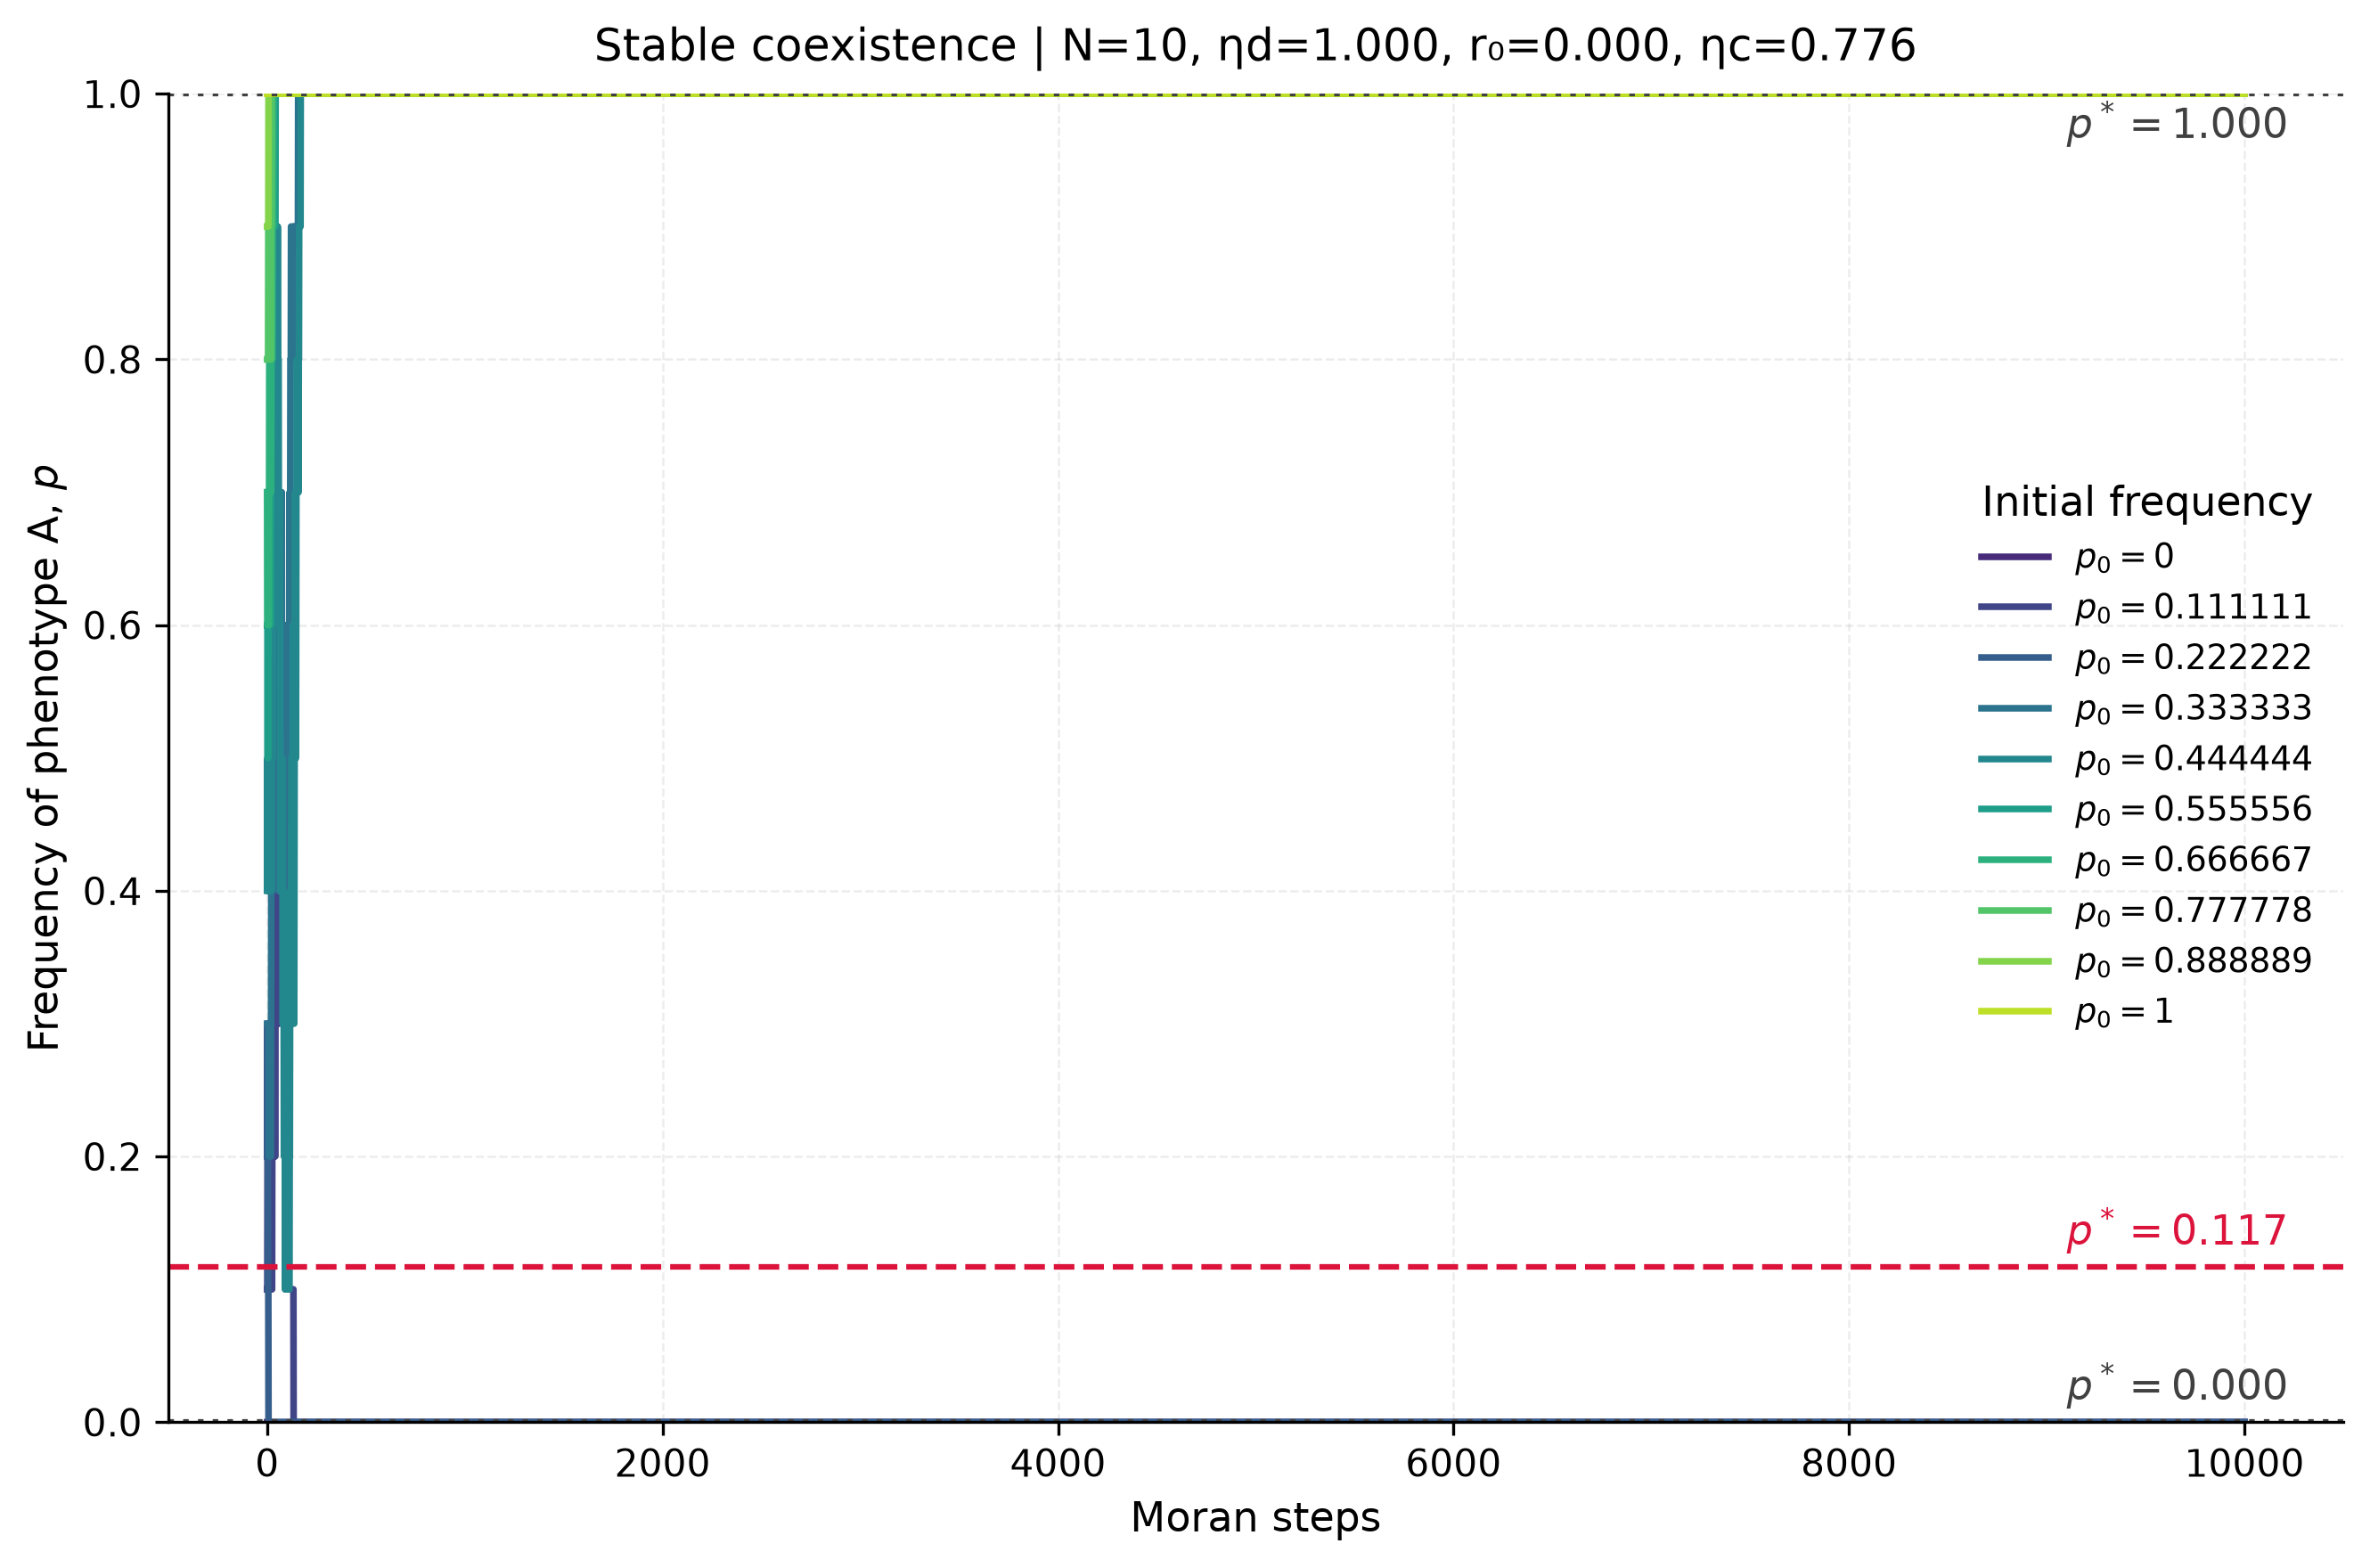 Stable coexistence | N=10, ηd=1.000, r₀=0.000, ηc=0.776
1.0
0.8
0.6
0.4
0.2
0.0
Frequency of phenotype A, p
p* = 1.000
Initial frequency
p₀ = 0
p₀ = 0.111111
p₀ = 0.222222
p₀ = 0.333333
p₀ = 0.444444
p₀ = 0.555556
p₀ = 0.666667
p₀ = 0.777778
p₀ = 0.888889
p₀ = 1
p* = 0.117
p* = 0.000
0 2000 4000 6000 8000 10000
Moran steps